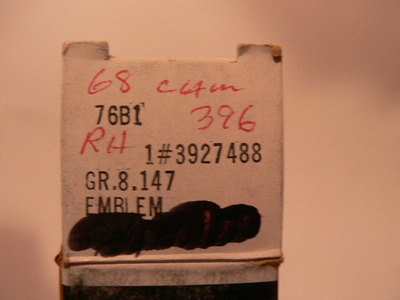 68 cam
76B1 396
RH 1#3927488
GR.8.147
EMBLEM